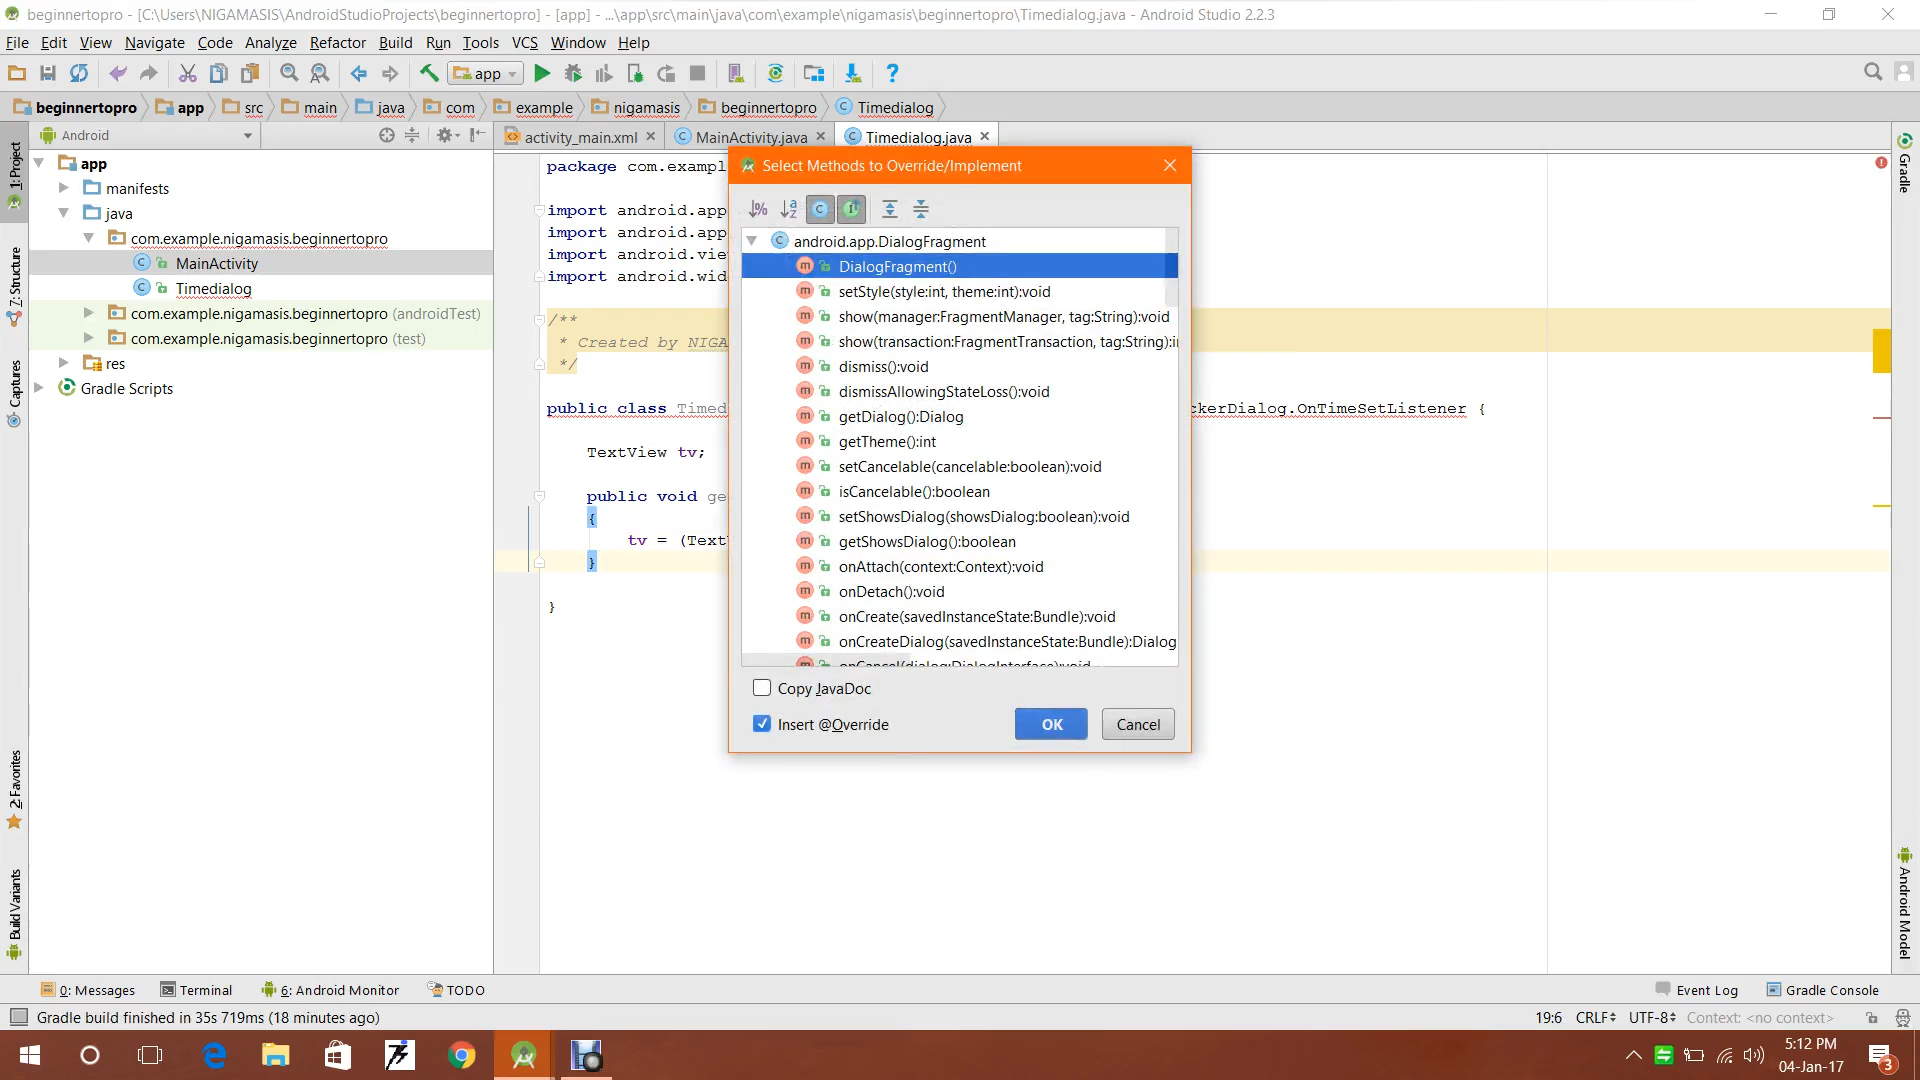 beginnertopro - [C:\Users\NIGAMASIS\AndroidStudioProjects\beginnertopro] - [app] - ...\app\src\main\java\com\example\nigamasis\beginnertopro\Timedialog.java - Android Studio 2.2.3
File Edit View Navigate Code Analyze Refactor Build Run Tools VCS Window Help
app
beginnertopro app src main java com example nigamasis beginnertopro Timedialog
Android
activity_main.xml MainActivity.java Timedialog.java
1: Project
7: Structure
Captures
2: Favorites
Build Variants
app
manifests
java
com.example.nigamasis.beginnertopro
MainActivity
Timedialog
com.example.nigamasis.beginnertopro (androidTest)
com.example.nigamasis.beginnertopro (test)
res
Gradle Scripts
package com.exampl
import android.app
import android.app
import android.vie
import android.wid
/**
* Created by NIGA
*/
public class Timed
ckerDialog.OnTimeSetListener {
TextView tv;
public void ge
{
tv = (Text
}
}
Select Methods to Override/Implement
android.app.DialogFragment
DialogFragment()
setStyle(style:int, theme:int):void
show(manager:FragmentManager, tag:String):void
show(transaction:FragmentTransaction, tag:String):i
dismiss():void
dismissAllowingStateLoss():void
getDialog():Dialog
getTheme():int
setCancelable(cancelable:boolean):void
isCancelable():boolean
setShowsDialog(showsDialog:boolean):void
getShowsDialog():boolean
onAttach(context:Context):void
onDetach():void
onCreate(savedInstanceState:Bundle):void
onCreateDialog(savedInstanceState:Bundle):Dialog
onCancel(dialog:DialogInterface):void
Copy JavaDoc
Insert @Override
OK Cancel
Gradle
Android Model
0: Messages Terminal 6: Android Monitor TODO Event Log Gradle Console
Gradle build finished in 35s 719ms (18 minutes ago) 19:6 CRLF UTF-8 Context: <no context>
5:12 PM
04-Jan-17
3